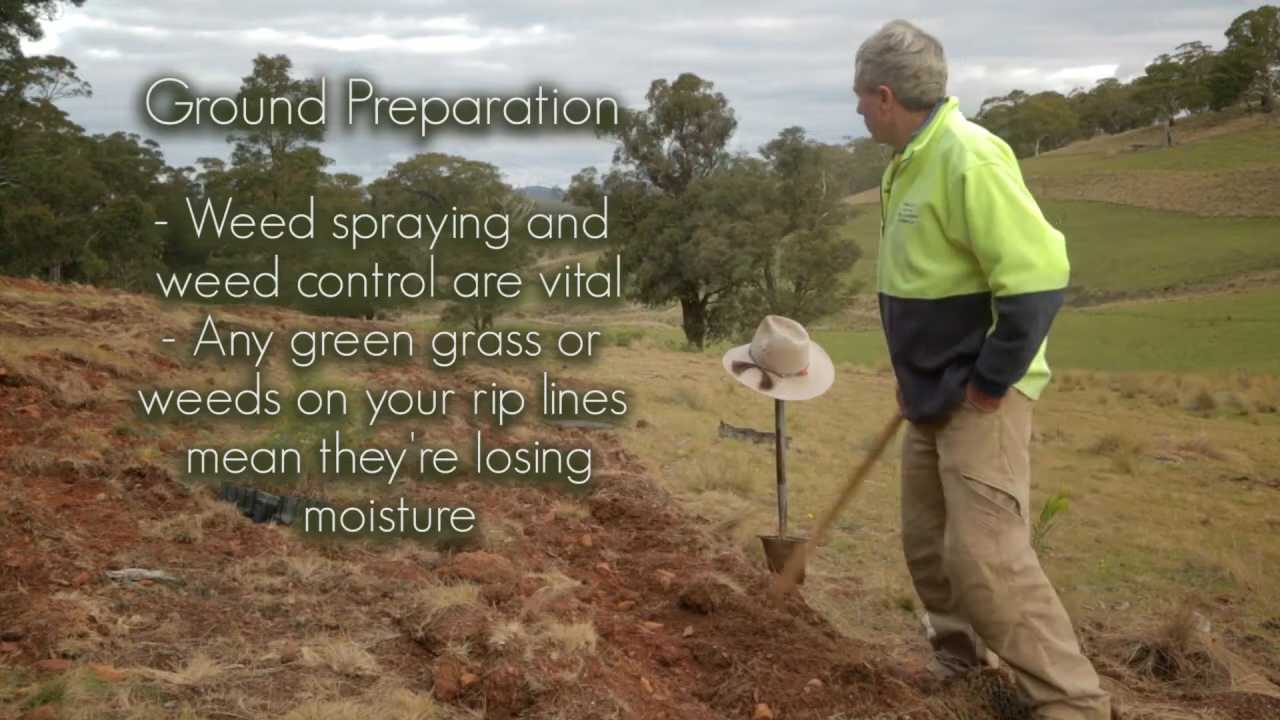 Ground Preparation
- Weed spraying and
weed control are vital
- Any green grass or
weeds on your rip lines
mean they're losing
moisture